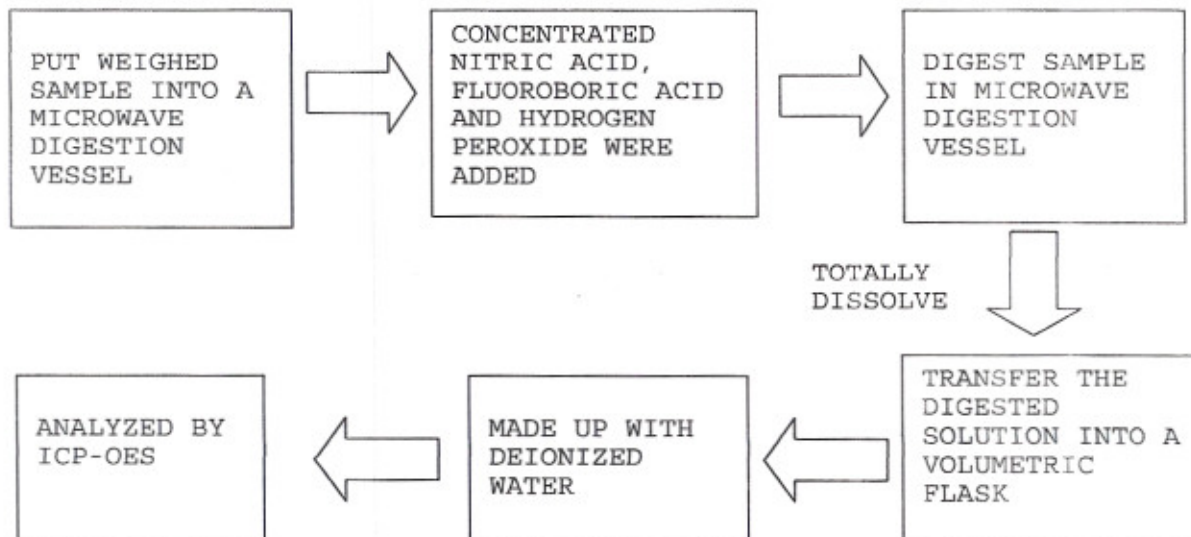 PUT WEIGHED
SAMPLE INTO A
MICROWAVE
DIGESTION
VESSEL
CONCENTRATED
NITRIC ACID,
FLUOROBORIC ACID
AND HYDROGEN
PEROXIDE WERE
ADDED
DIGEST SAMPLE
IN MICROWAVE
DIGESTION
VESSEL
TOTALLY
DISSOLVE
TRANSFER THE
DIGESTED
SOLUTION INTO A
VOLUMETRIC
FLASK
MADE UP WITH
DEIONIZED
WATER
ANALYZED BY
ICP-OES